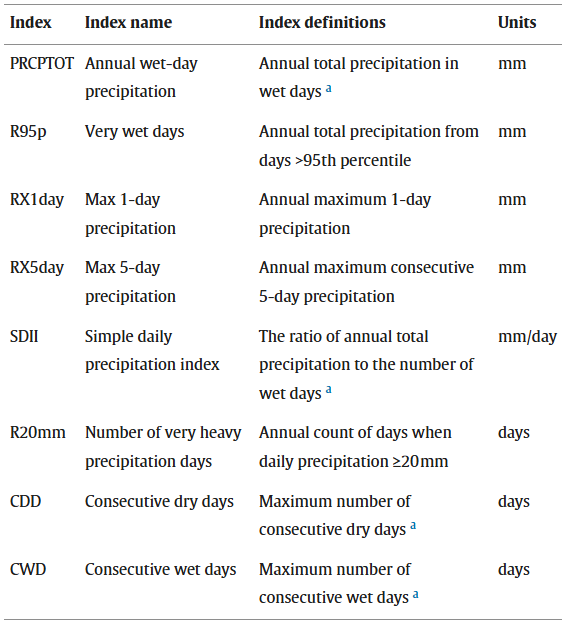 Index Index name Index definitions Units
PRCPTOT Annual wet-day Annual total precipitation in mm
precipitation wet days a
R95p Very wet days Annual total precipitation from mm
days >95th percentile
RX1day Max 1-day Annual maximum 1-day mm
precipitation precipitation
RX5day Max 5-day Annual maximum consecutive mm
precipitation 5-day precipitation
SDII Simple daily The ratio of annual total mm/day
precipitation index precipitation to the number of
wet days a
R20mm Number of very heavy Annual count of days when days
precipitation days daily precipitation ≥20mm
CDD Consecutive dry days Maximum number of days
consecutive dry days a
CWD Consecutive wet days Maximum number of days
consecutive wet days a